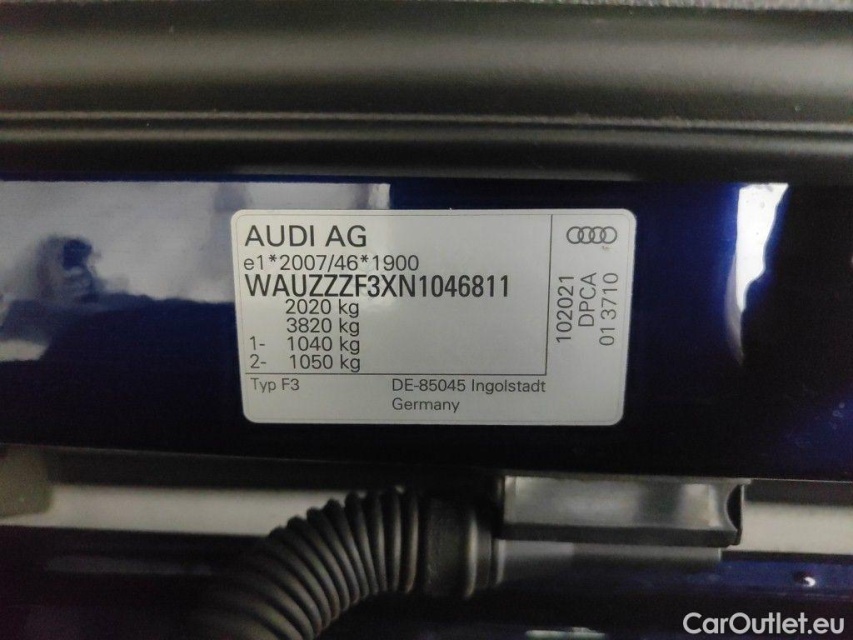 AUDI AG
e1*2007/46*1900
WAUZZZF3XN1046811
2020 kg
3820 kg
1- 1040 kg
2- 1050 kg
Typ F3
DE-85045 Ingolstadt
Germany
102021
DPCA
01 3710
CarOutlet.eu